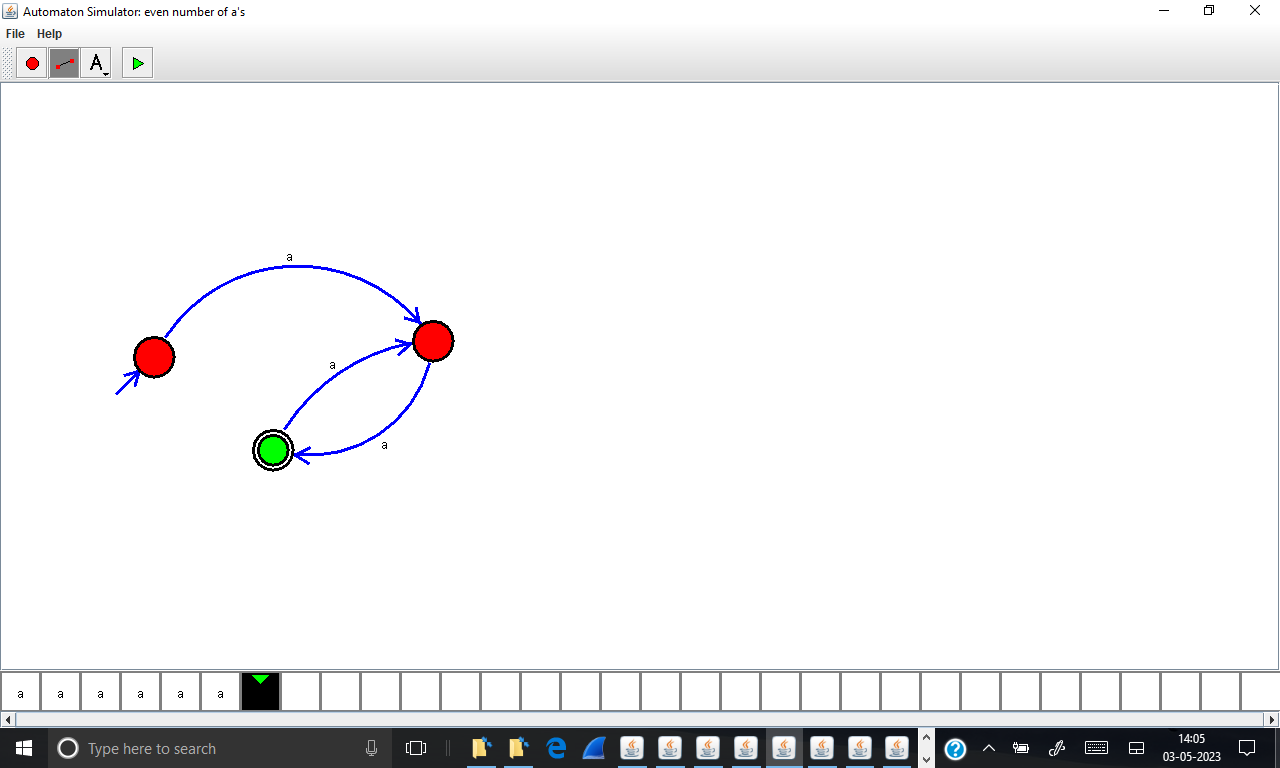 Automaton Simulator: even number of a's
File Help
A
a
a
a
a a a a a a
Type here to search
14:05
03-05-2023